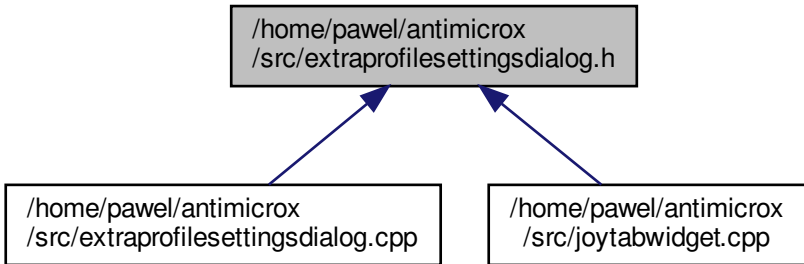 /home/pawel/antimicrox
/src/extraprofilesettingsdialog.h
/home/pawel/antimicrox
/src/extraprofilesettingsdialog.cpp
/home/pawel/antimicrox
/src/joytabwidget.cpp